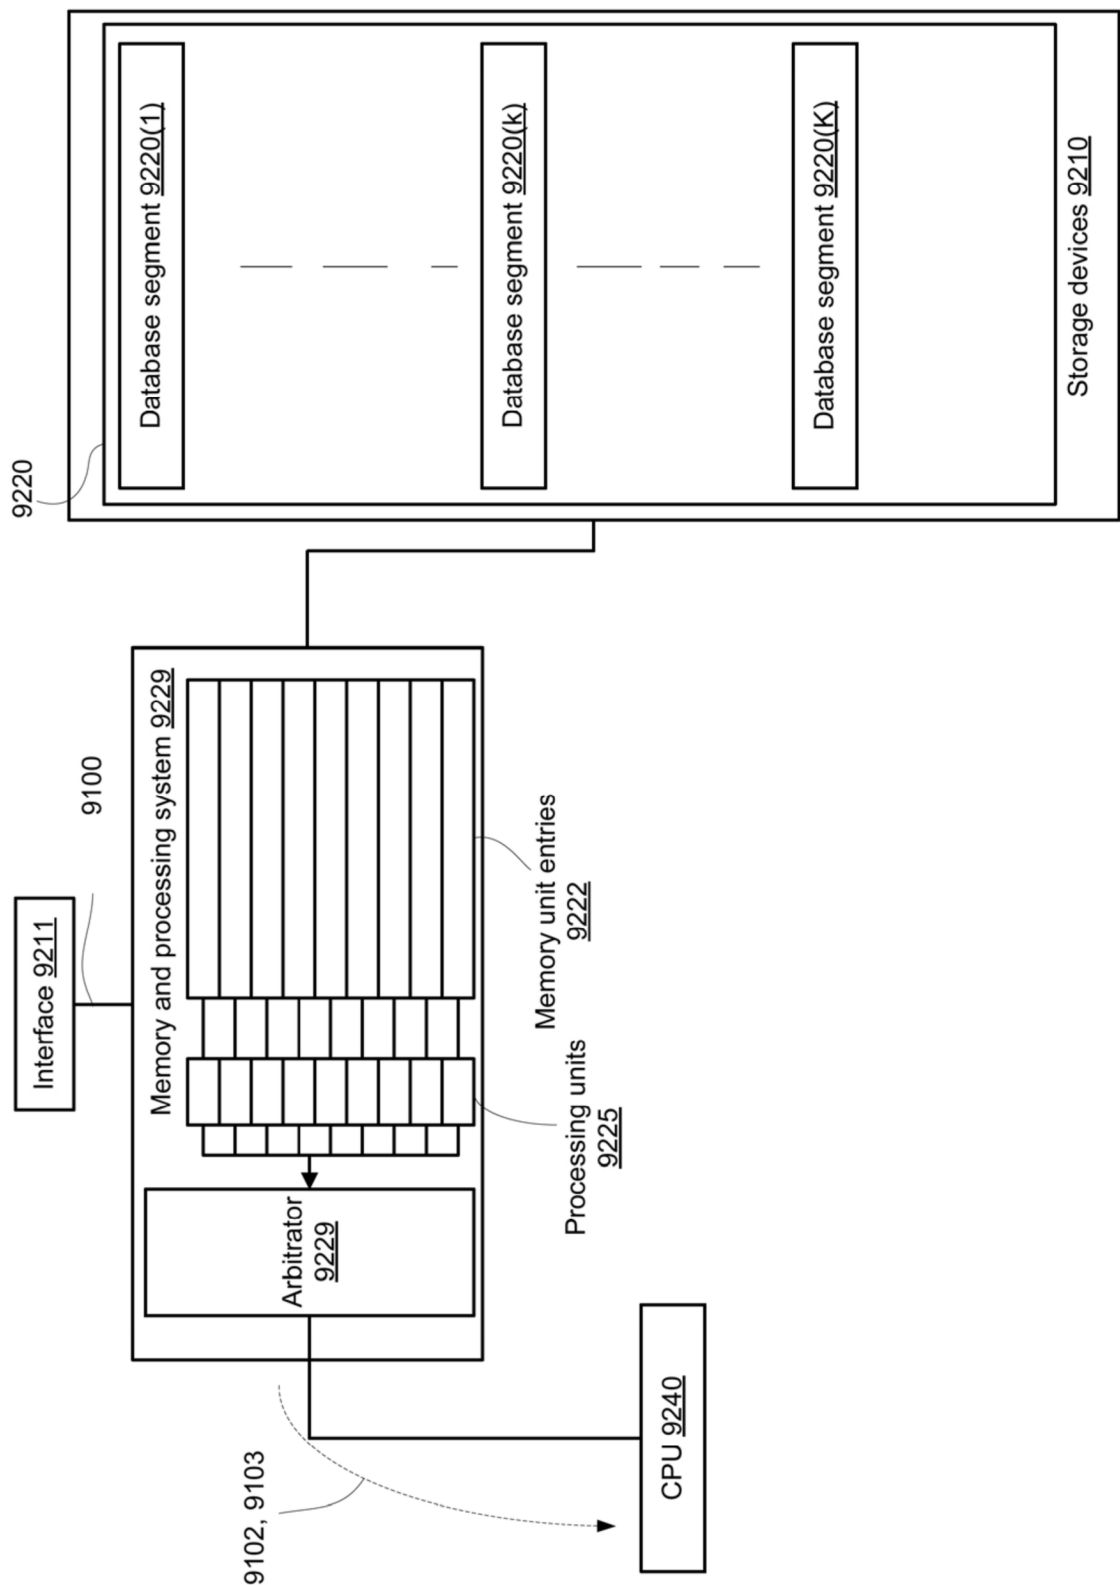 9220
Database segment 9220(1)
Database segment 9220(k)
Database segment 9220(K)
Storage devices 9210
9100
Interface 9211
Memory and processing system 9229
Memory unit entries
9222
Processing units
9225
Arbitrator
9229
9102, 9103
CPU 9240